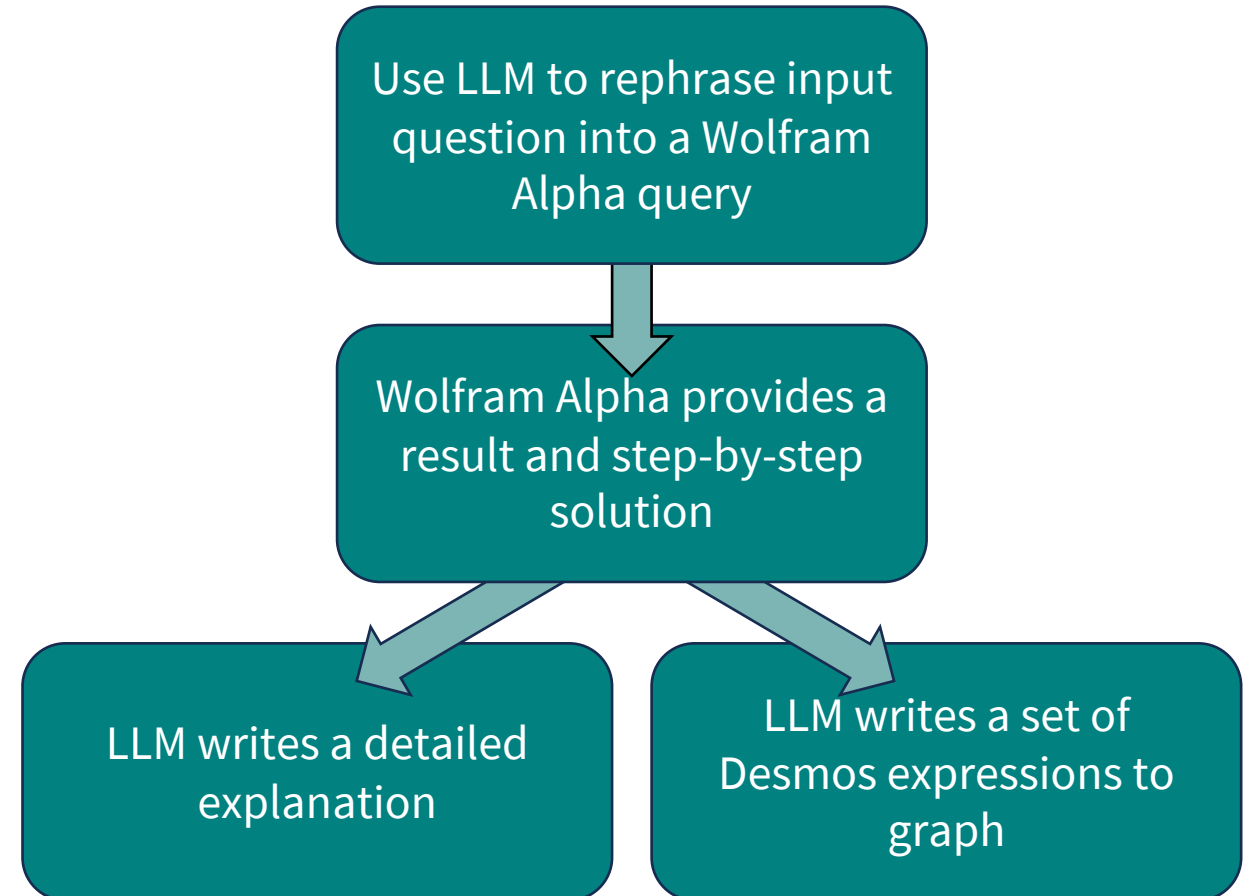 Use LLM to rephrase input
question into a Wolfram
Alpha query
Wolfram Alpha provides a
result and step-by-step
solution
LLM writes a detailed
explanation
LLM writes a set of
Desmos expressions to
graph